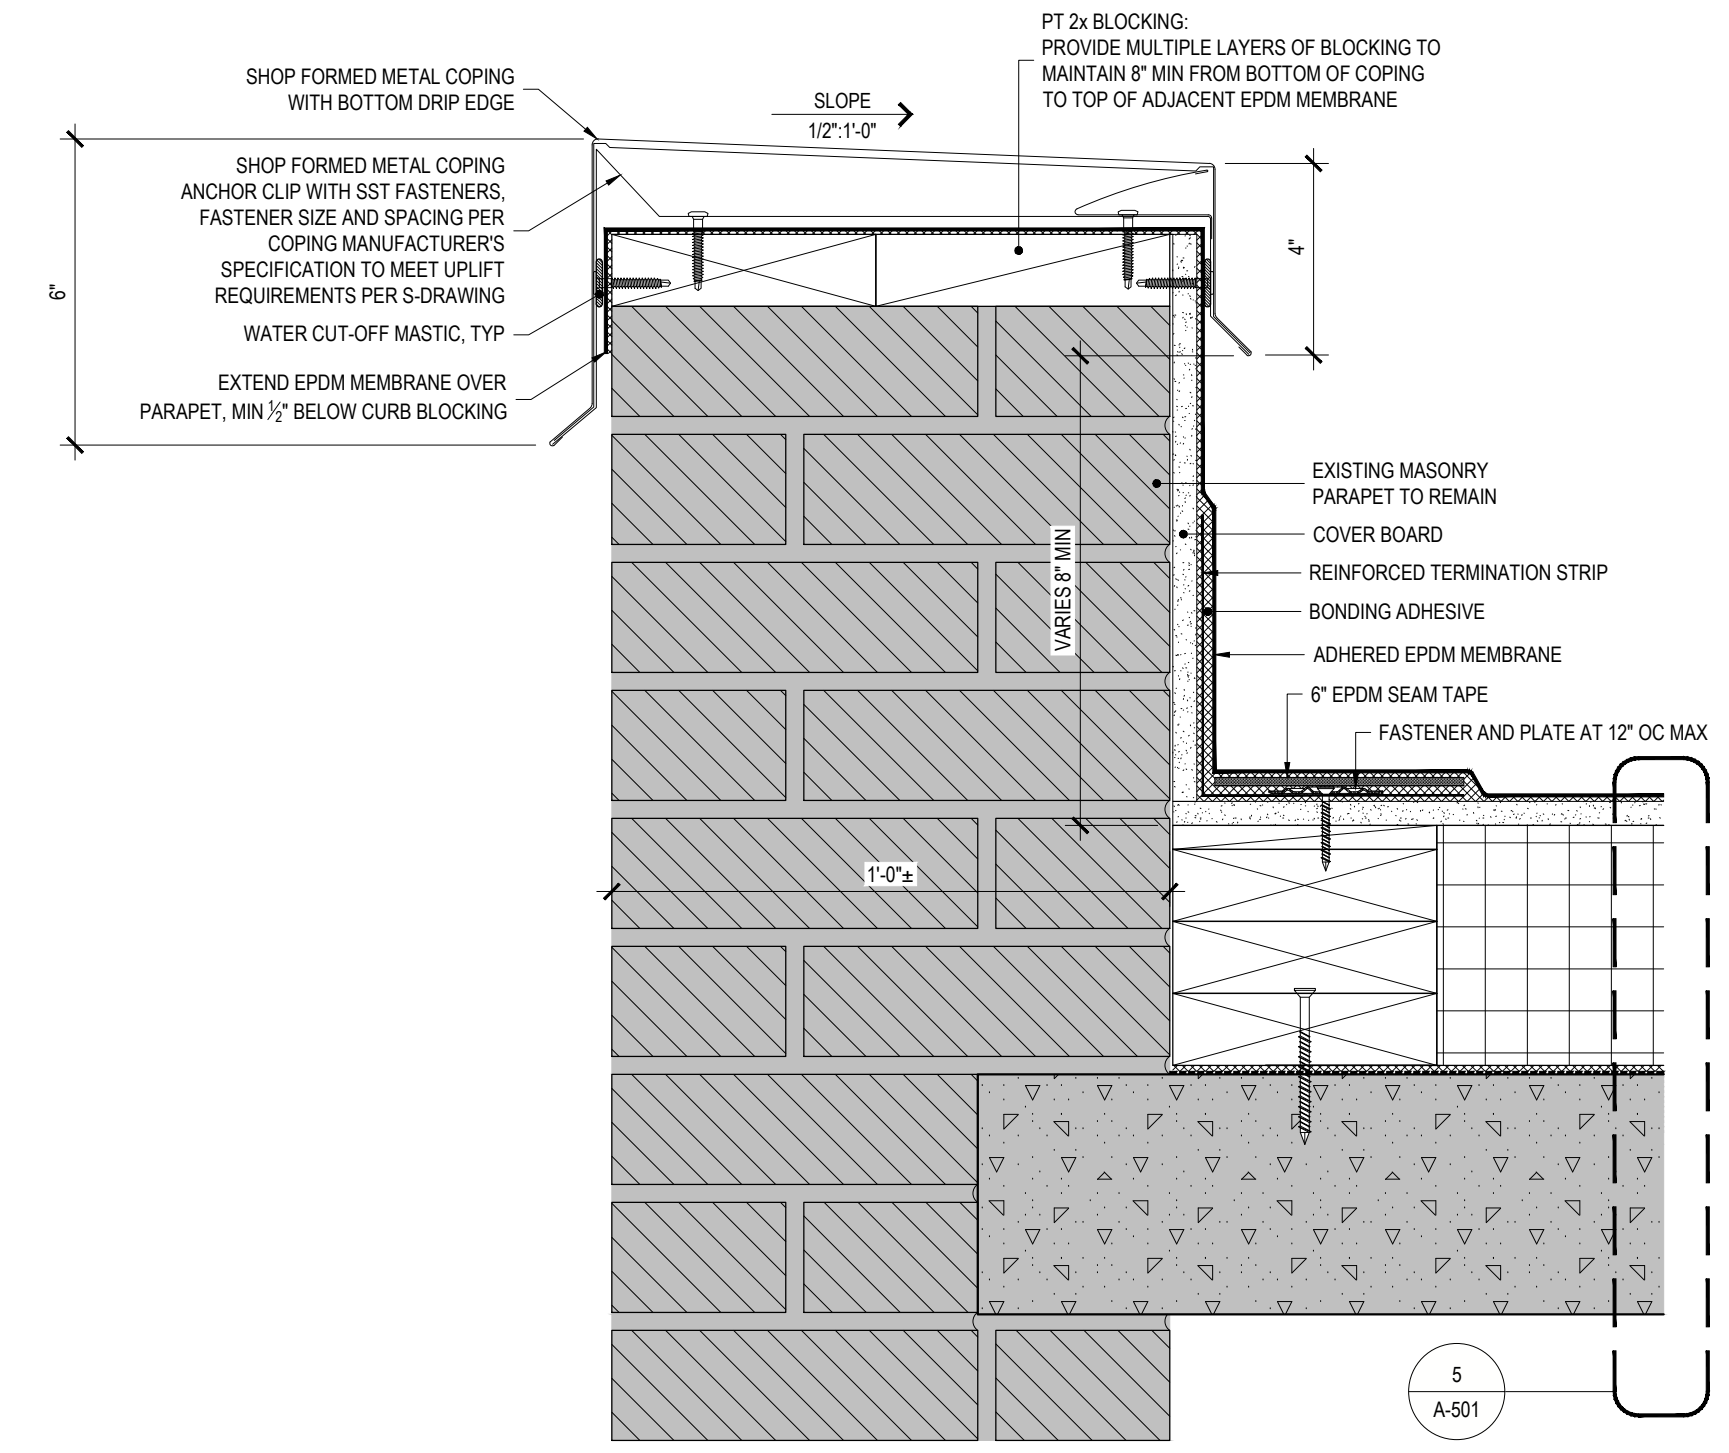 PT 2x BLOCKING:
PROVIDE MULTIPLE LAYERS OF BLOCKING TO
MAINTAIN 8" MIN FROM BOTTOM OF COPING
TO TOP OF ADJACENT EPDM MEMBRANE
SHOP FORMED METAL COPING
WITH BOTTOM DRIP EDGE
SLOPE
1/2":1'-0"
SHOP FORMED METAL COPING
ANCHOR CLIP WITH SST FASTENERS,
FASTENER SIZE AND SPACING PER
COPING MANUFACTURER'S
SPECIFICATION TO MEET UPLIFT
REQUIREMENTS PER S-DRAWING
6"
4"
WATER CUT-OFF MASTIC, TYP
EXTEND EPDM MEMBRANE OVER
PARAPET, MIN 1/2" BELOW CURB BLOCKING
EXISTING MASONRY
PARAPET TO REMAIN
COVER BOARD
REINFORCED TERMINATION STRIP
VARIES 8" MIN
BONDING ADHESIVE
ADHERED EPDM MEMBRANE
6" EPDM SEAM TAPE
FASTENER AND PLATE AT 12" OC MAX
1'-0"±
5
A-501